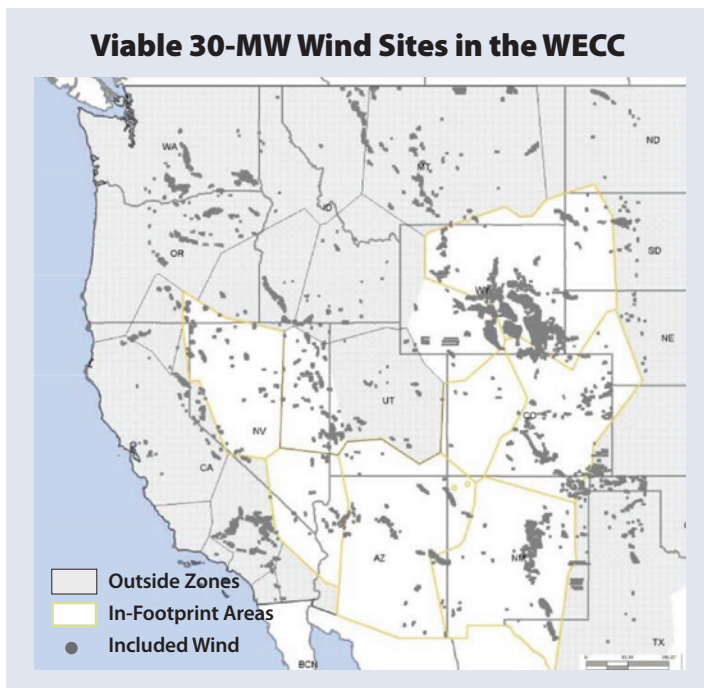 Viable 30-MW Wind Sites in the WECC
WA
MT
ND
ID
OR
SD
WY
NE
UT
NV
CO
CA
AZ
NM
TX
BCN
Outside Zones
In-Footprint Areas
Included Wind
0